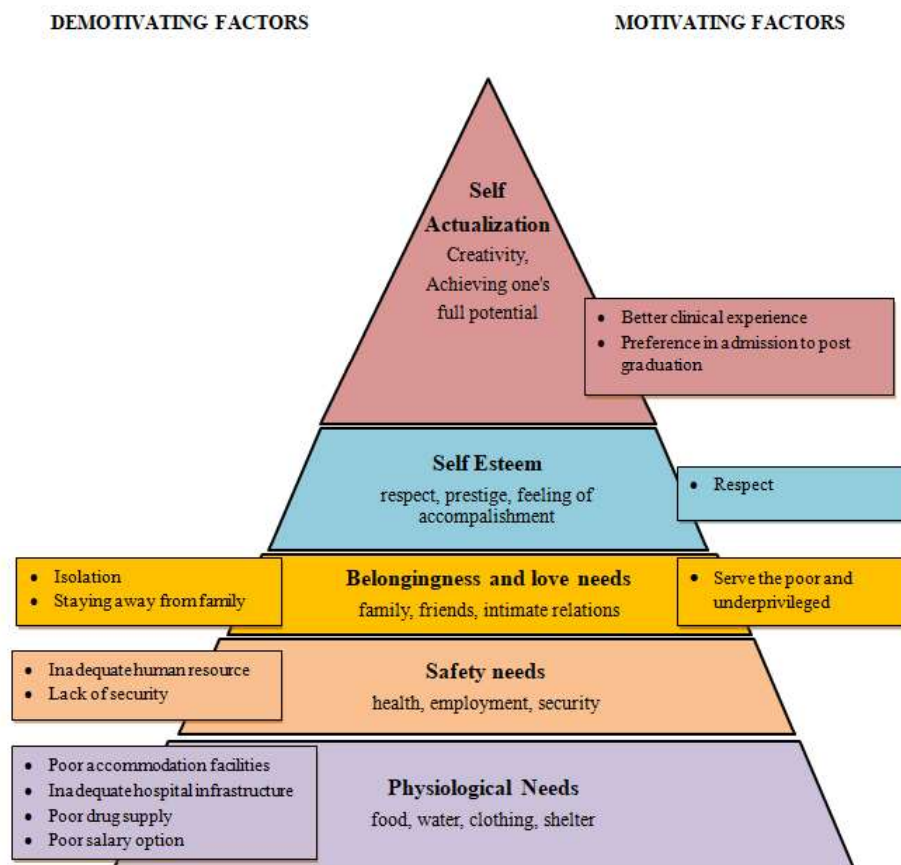 DEMOTIVATING FACTORS
MOTIVATING FACTORS
Self
Actualization
Creativity,
Achieving one's
full potential
• Better clinical experience
• Preference in admission to post
graduation
Self Esteem
respect, prestige, feeling of
accompalishment
• Respect
• Isolation
• Staying away from family
Belongingness and love needs
family, friends, intimate relations
• Serve the poor and
underprivileged
• Inadequate human resource
• Lack of security
Safety needs
health, employment, security
• Poor accommodation facilities
• Inadequate hospital infrastructure
• Poor drug supply
• Poor salary option
Physiological Needs
food, water, clothing, shelter